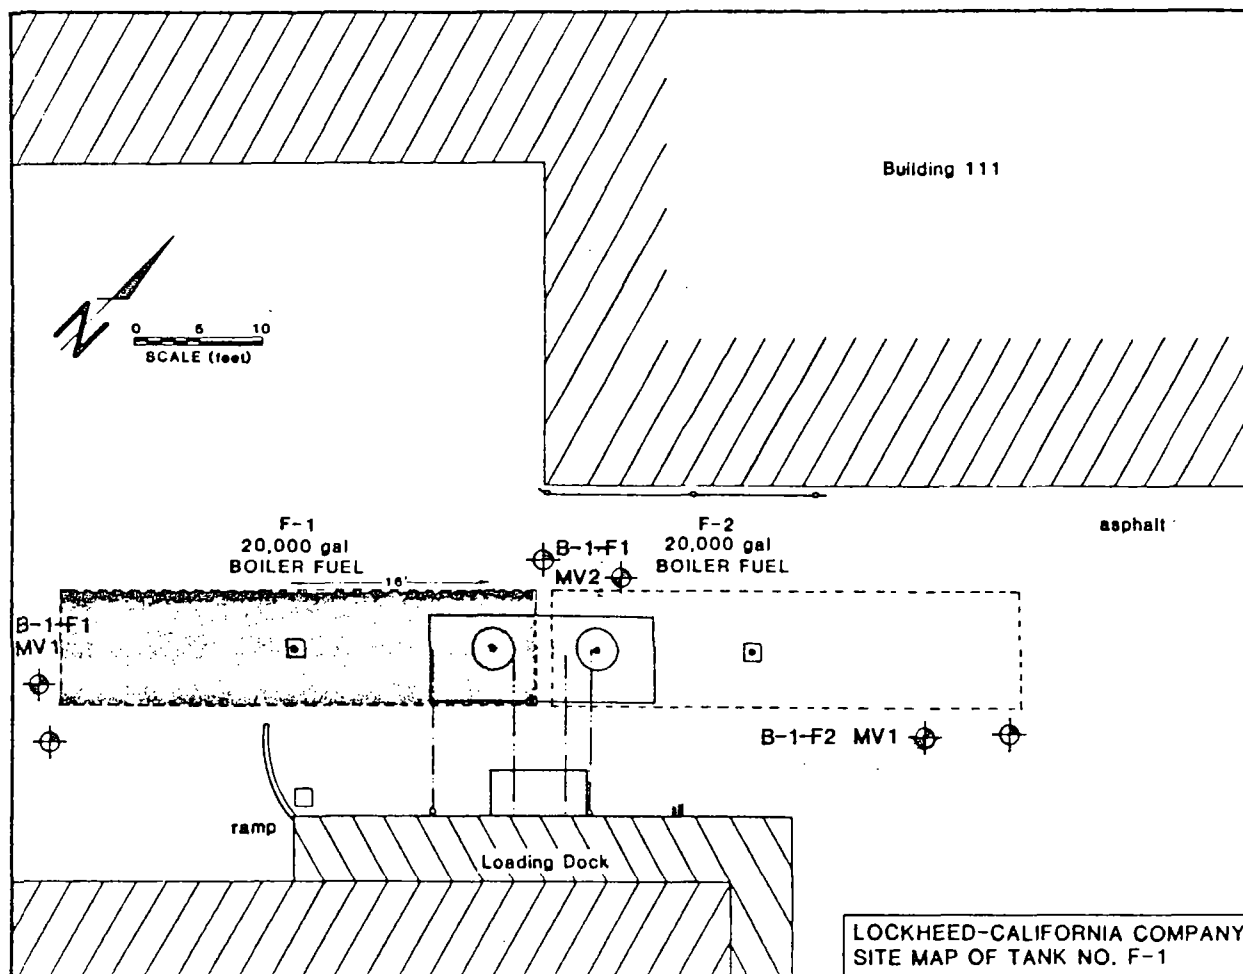 Building 111
N
0 5 10
SCALE (feet)
F-1
20,000 gal
BOILER FUEL
16'
B-1-F1
MV2
F-2
20,000 gal
BOILER FUEL
asphalt
B-1-F1
MV1
B-1-F2 MV1
ramp
Loading Dock
LOCKHEED-CALIFORNIA COMPANY
SITE MAP OF TANK NO. F-1